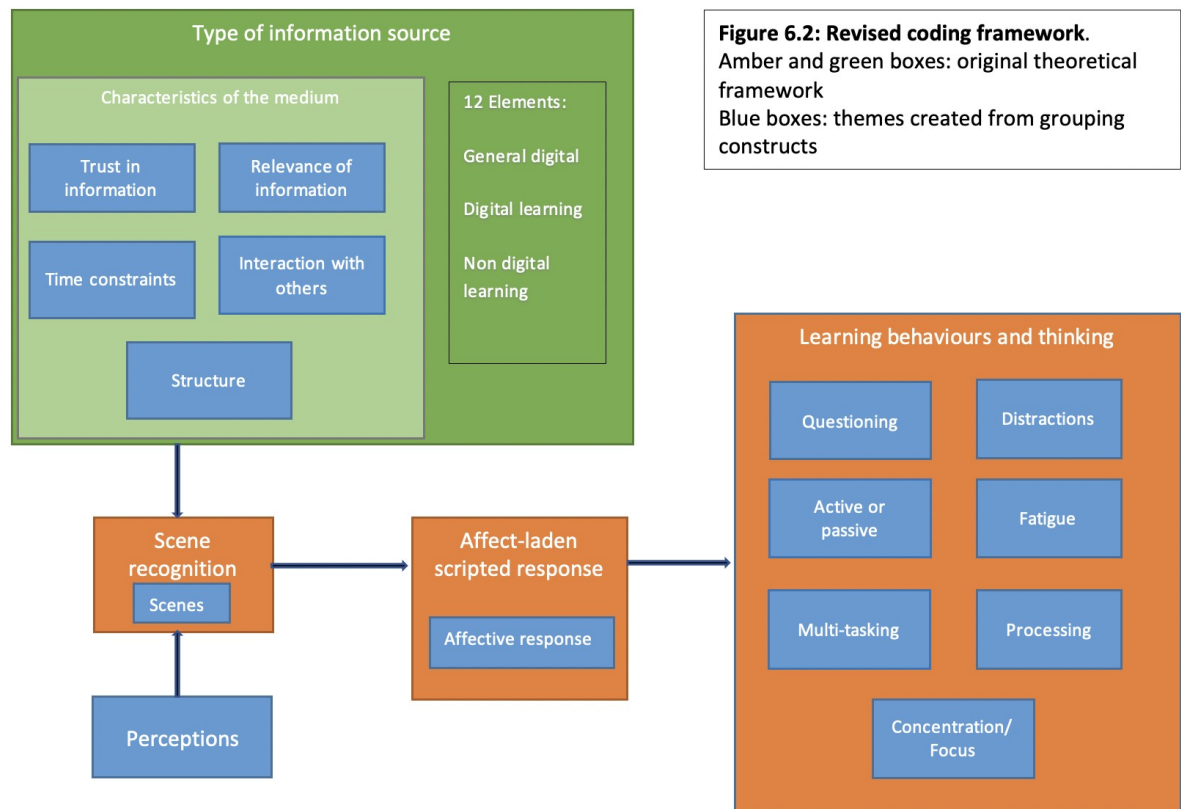 Type of information source
Characteristics of the medium
Trust in
information
Relevance of
information
Time constraints
Interaction with
others
Structure
12 Elements:
General digital
Digital learning
Non digital
learning
Figure 6.2: Revised coding framework.
Amber and green boxes: original theoretical
framework
Blue boxes: themes created from grouping
constructs
Scene
recognition
Scenes
Perceptions
Affect-laden
scripted response
Affective response
Learning behaviours and thinking
Questioning
Distractions
Active or
passive
Fatigue
Multi-tasking
Processing
Concentration/
Focus